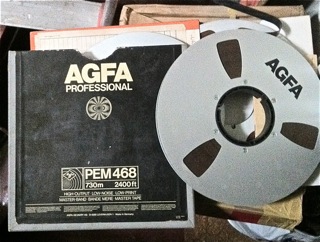 AGFA
PROFESSIONAL
PEM 468
730m 2400ft
HIGH OUTPUT LOW NOISE LOW PRINT
MASTER-BAND BANDE MERE MASTER TAPE
AGFA